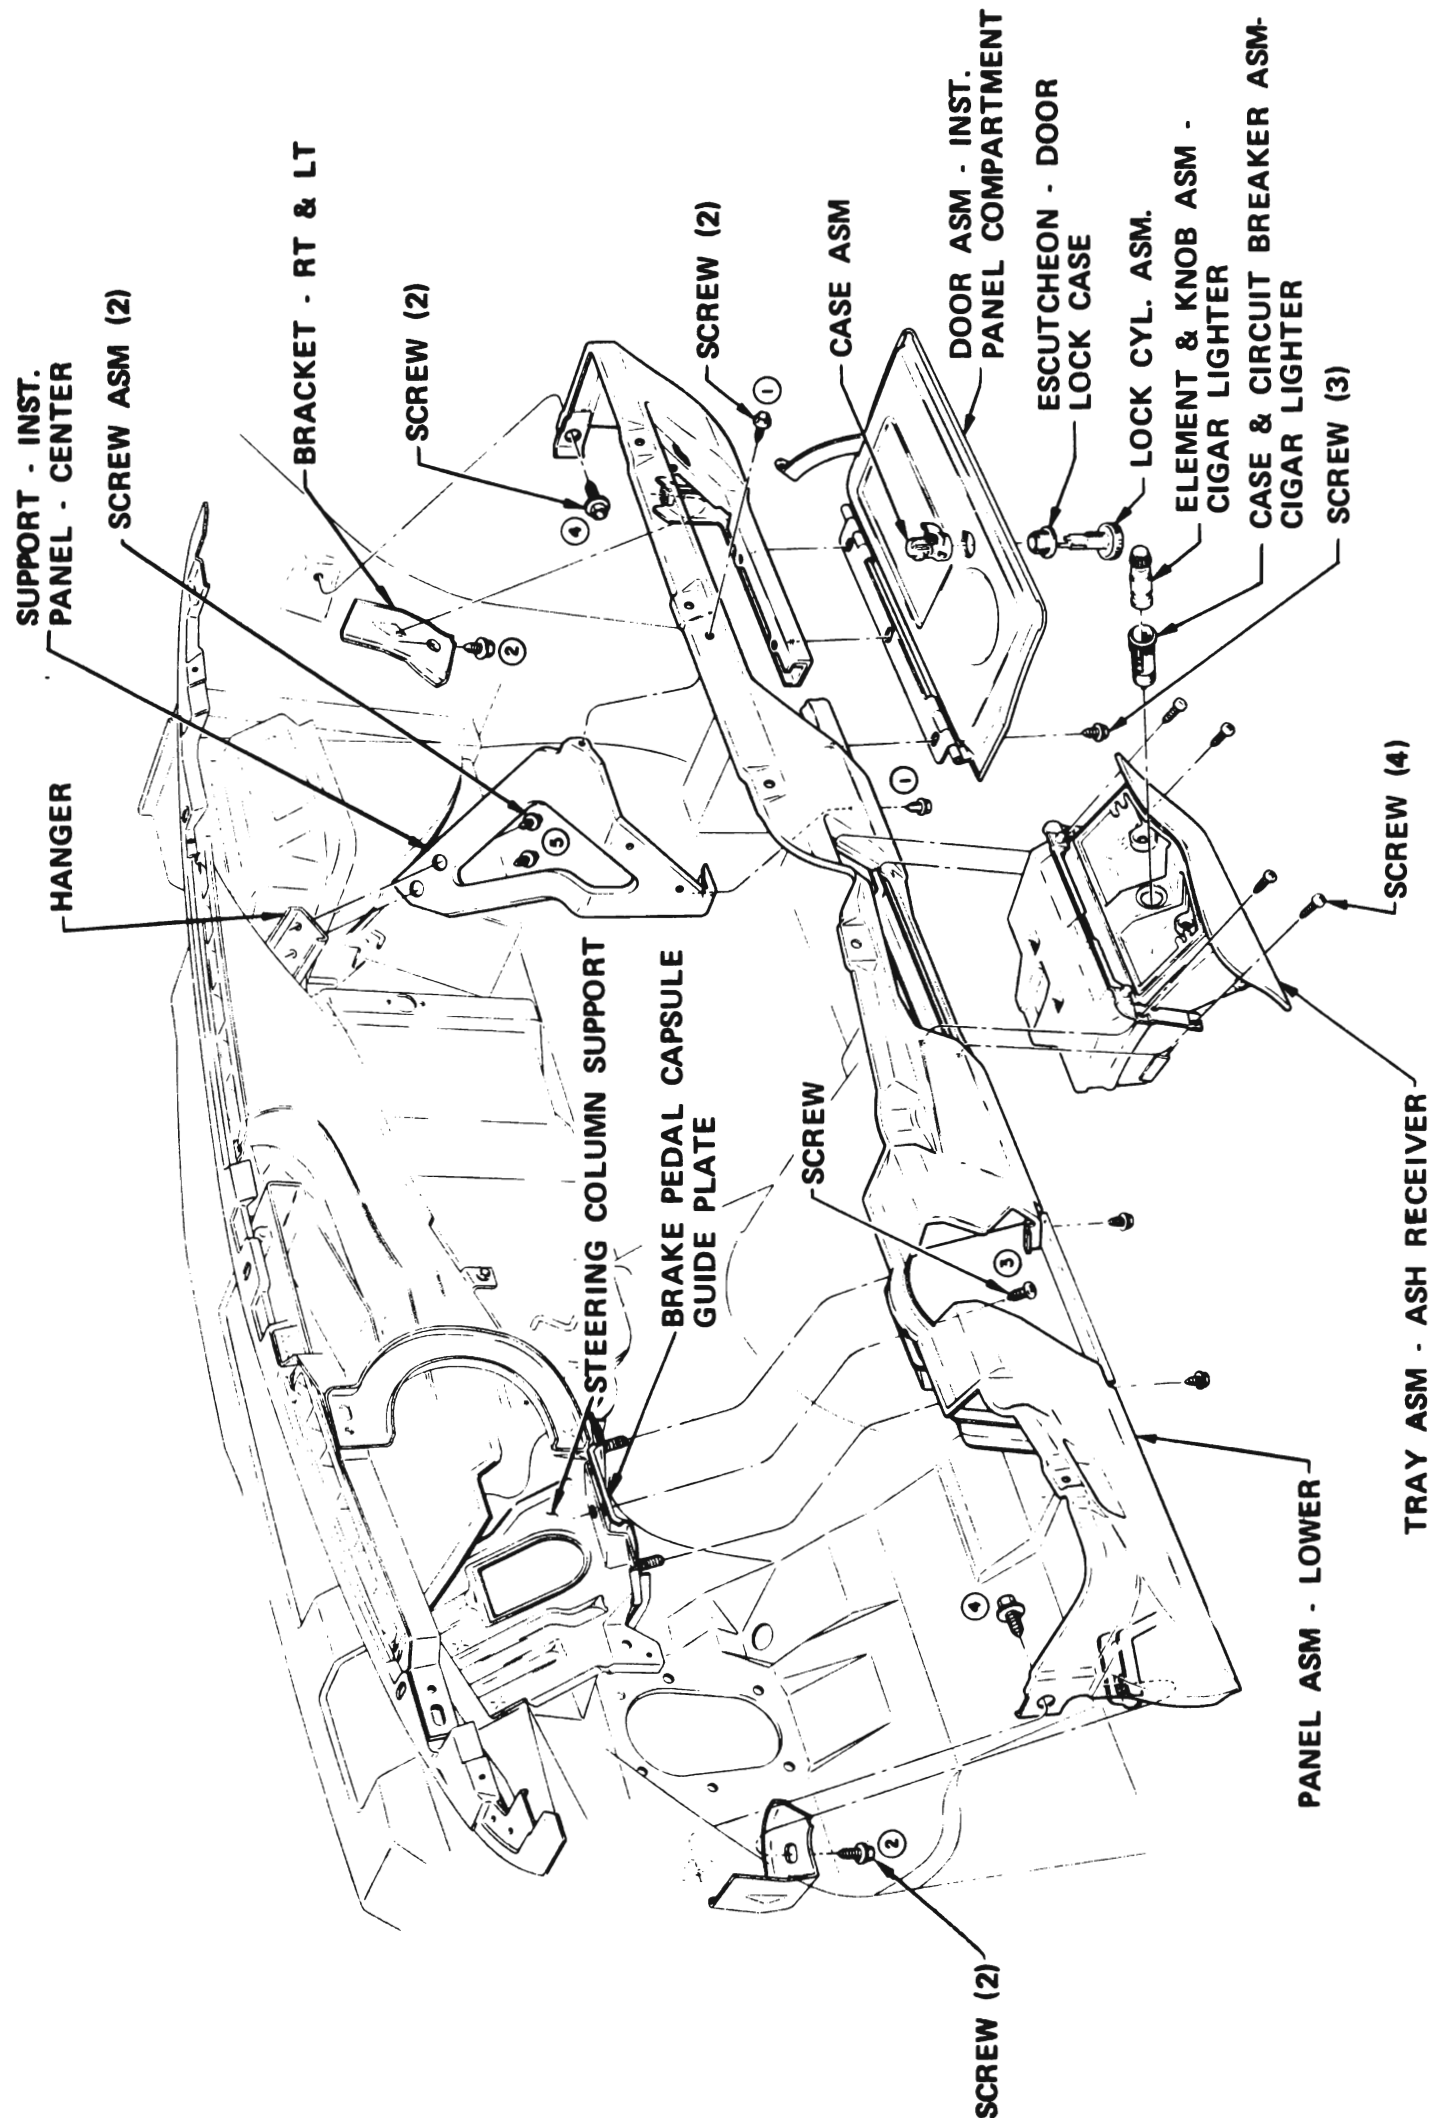 SUPPORT - INST.
PANEL - CENTER
SCREW ASM (2)
BRACKET - RT & LT
SCREW (2)
HANGER
SCREW (2)
CASE ASM
DOOR ASM - INST.
PANEL COMPARTMENT
ESCUTCHEON - DOOR
LOCK CASE
LOCK CYL. ASM.
ELEMENT & KNOB ASM -
CIGAR LIGHTER
CASE & CIRCUIT BREAKER ASM-
CIGAR LIGHTER
SCREW (3)
SCREW (4)
STEERING COLUMN SUPPORT
BRAKE PEDAL CAPSULE
GUIDE PLATE
SCREW
TRAY ASM - ASH RECEIVER
PANEL ASM - LOWER
SCREW (2)
1
4
2
5
1
3
4
2